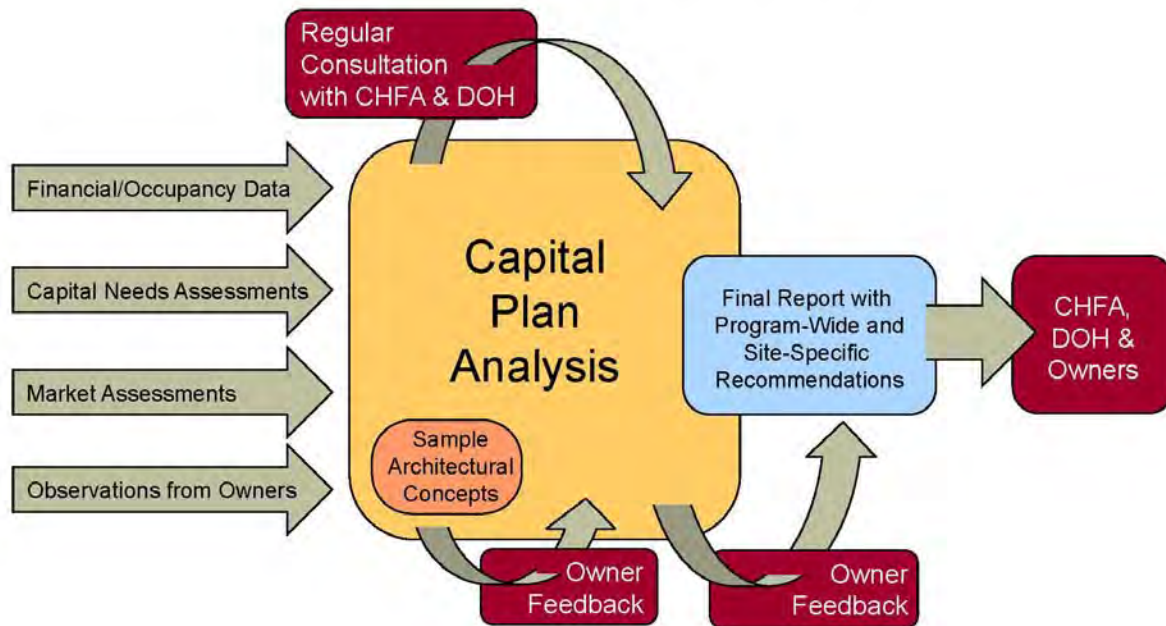 Regular
Consultation
with CHFA & DOH
Financial/Occupancy Data
Capital Needs Assessments
Market Assessments
Observations from Owners
Capital
Plan
Analysis
Sample
Architectural
Concepts
Owner
Feedback
Owner
Feedback
Final Report with
Program-Wide and
Site-Specific
Recommendations
CHFA,
DOH &
Owners